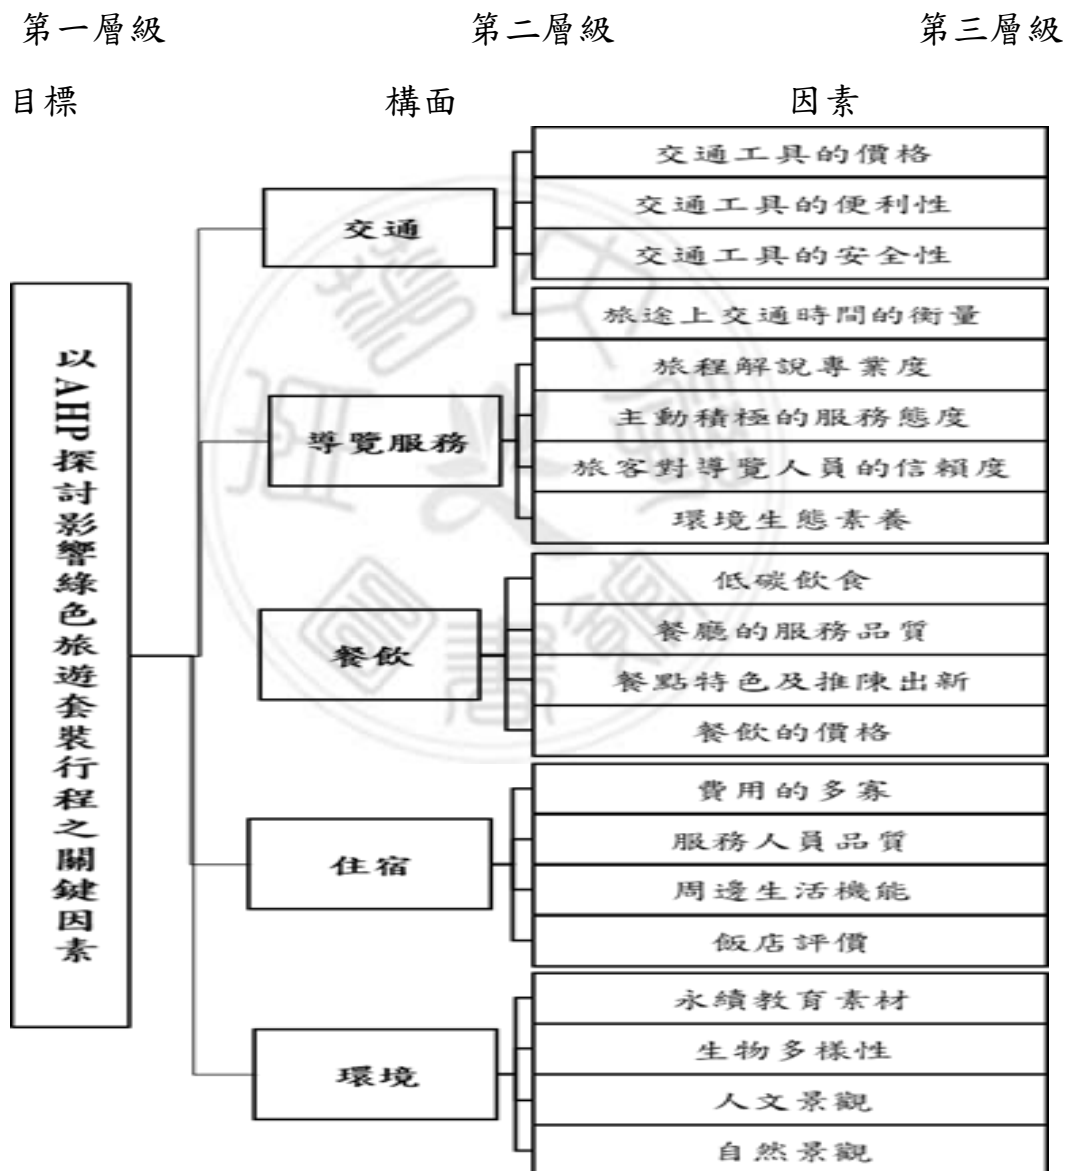 第一層級 第二層級 第三層級
目標 構面 因素
以AHP探討影響綠色旅遊套裝行程之關鍵因素
交通
交通工具的價格
交通工具的便利性
交通工具的安全性
旅途上交通時間的衡量
導覽服務
旅程解說專業度
主動積極的服務態度
旅客對導覽人員的信賴度
環境生態素養
餐飲
低碳飲食
餐廳的服務品質
餐點特色及推陳出新
餐飲的價格
住宿
費用的多寡
服務人員品質
周邊生活機能
飯店評價
環境
永續教育素材
生物多樣性
人文景觀
自然景觀